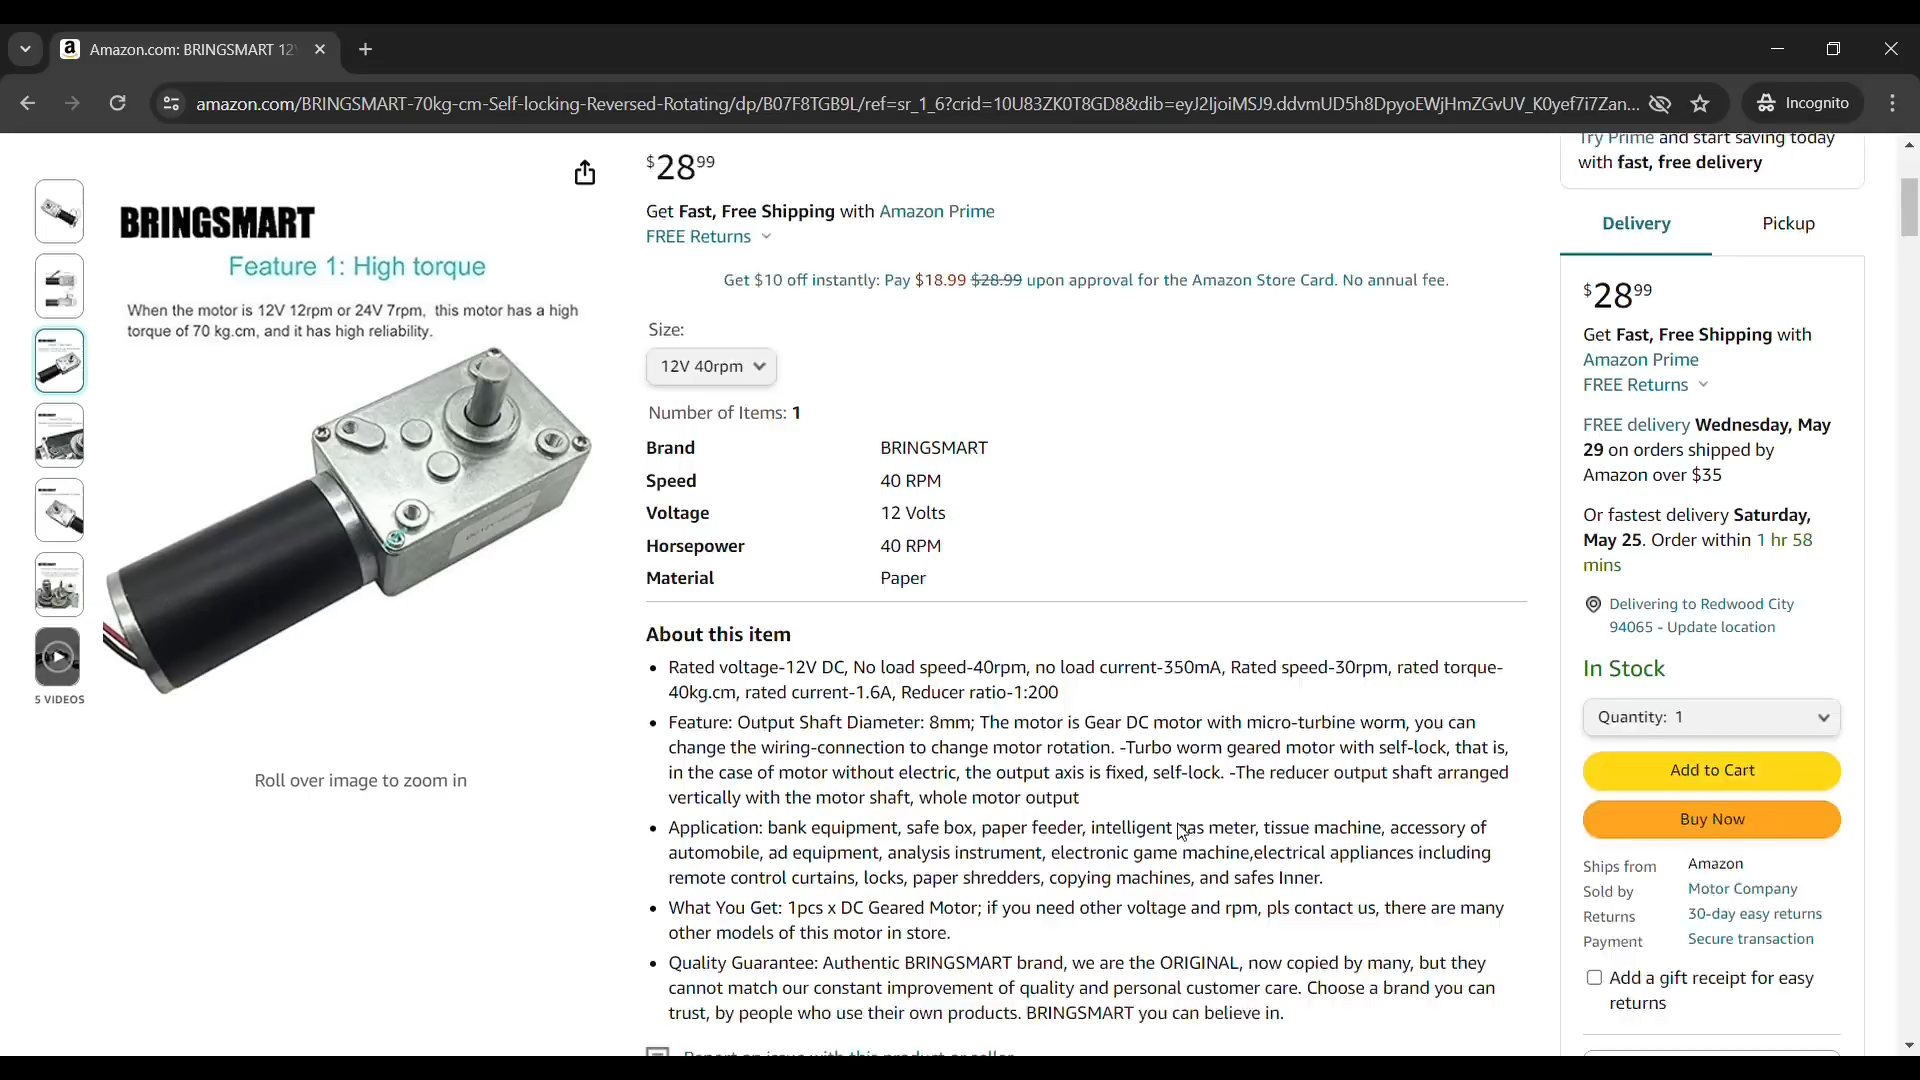 Amazon.com: BRINGSMART 12V
amazon.com/BRINGSMART-70kg-cm-Self-locking-Reversed-Rotating/dp/B07F8TGB9L/ref=sr_1_6?crid=10U83ZK0T8GD8&dib=eyJ2IjoiMSJ9.ddvmUD5h8DpyoEWjHmZGvUV_K0yef7i7Zan...
Incognito
5 VIDEOS
BRINGSMART
Feature 1: High torque
When the motor is 12V 12rpm or 24V 7rpm, this motor has a high
torque of 70 kg.cm, and it has high reliability.
Roll over image to zoom in
$28.99
Get Fast, Free Shipping with Amazon Prime
FREE Returns
Get $10 off instantly: Pay $18.99 $28.99 upon approval for the Amazon Store Card. No annual fee.
Size:
12V 40rpm
Number of Items: 1
Brand BRINGSMART
Speed 40 RPM
Voltage 12 Volts
Horsepower 40 RPM
Material Paper
About this item
• Rated voltage-12V DC, No load speed-40rpm, no load current-350mA, Rated speed-30rpm, rated torque-
40kg.cm, rated current-1.6A, Reducer ratio-1:200
• Feature: Output Shaft Diameter: 8mm; The motor is Gear DC motor with micro-turbine worm, you can
change the wiring-connection to change motor rotation. -Turbo worm geared motor with self-lock, that is,
in the case of motor without electric, the output axis is fixed, self-lock. -The reducer output shaft arranged
vertically with the motor shaft, whole motor output
• Application: bank equipment, safe box, paper feeder, intelligent gas meter, tissue machine, accessory of
automobile, ad equipment, analysis instrument, electronic game machine,electrical appliances including
remote control curtains, locks, paper shredders, copying machines, and safes Inner.
• What You Get: 1pcs x DC Geared Motor; if you need other voltage and rpm, pls contact us, there are many
other models of this motor in store.
• Quality Guarantee: Authentic BRINGSMART brand, we are the ORIGINAL, now copied by many, but they
cannot match our constant improvement of quality and personal customer care. Choose a brand you can
trust, by people who use their own products. BRINGSMART you can believe in.
Report an issue with this product or seller
Try Prime and start saving today
with fast, free delivery
Delivery
Pickup
$28.99
Get Fast, Free Shipping with
Amazon Prime
FREE Returns
FREE delivery Wednesday, May
29 on orders shipped by
Amazon over $35
Or fastest delivery Saturday,
May 25. Order within 1 hr 58
mins
Delivering to Redwood City
94065 - Update location
In Stock
Quantity: 1
Add to Cart
Buy Now
Ships from Amazon
Sold by Motor Company
Returns 30-day easy returns
Payment Secure transaction
Add a gift receipt for easy
returns